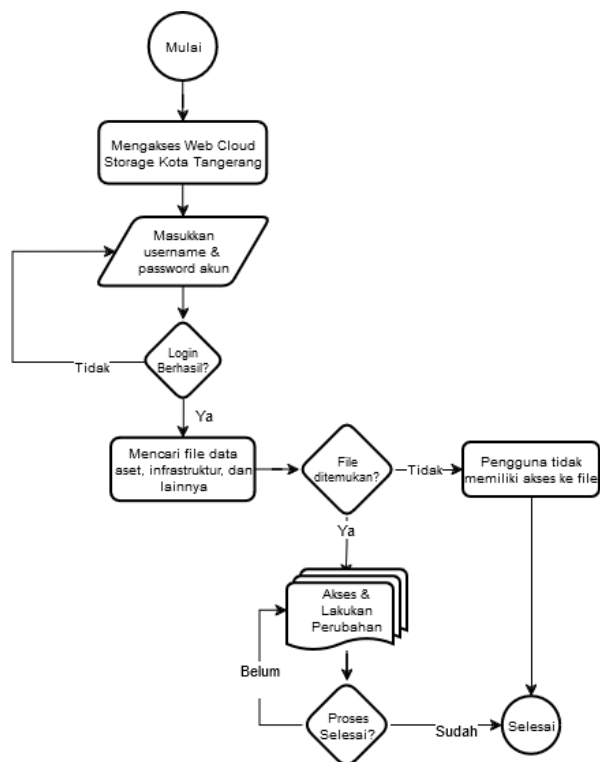 Mulai
Mengakses Web Cloud
Storage Kota Tangerang
Masukkan
username &
password akun
Login
Berhasil?
Tidak
Ya
Mencari file data
aset, infrastruktur, dan
lainnya
File
ditemukan?
Tidak
Pengguna tidak
memiliki akses ke file
Ya
Akses &
Lakukan
Perubahan
Belum
Proses
Selesai?
Sudah
Selesai